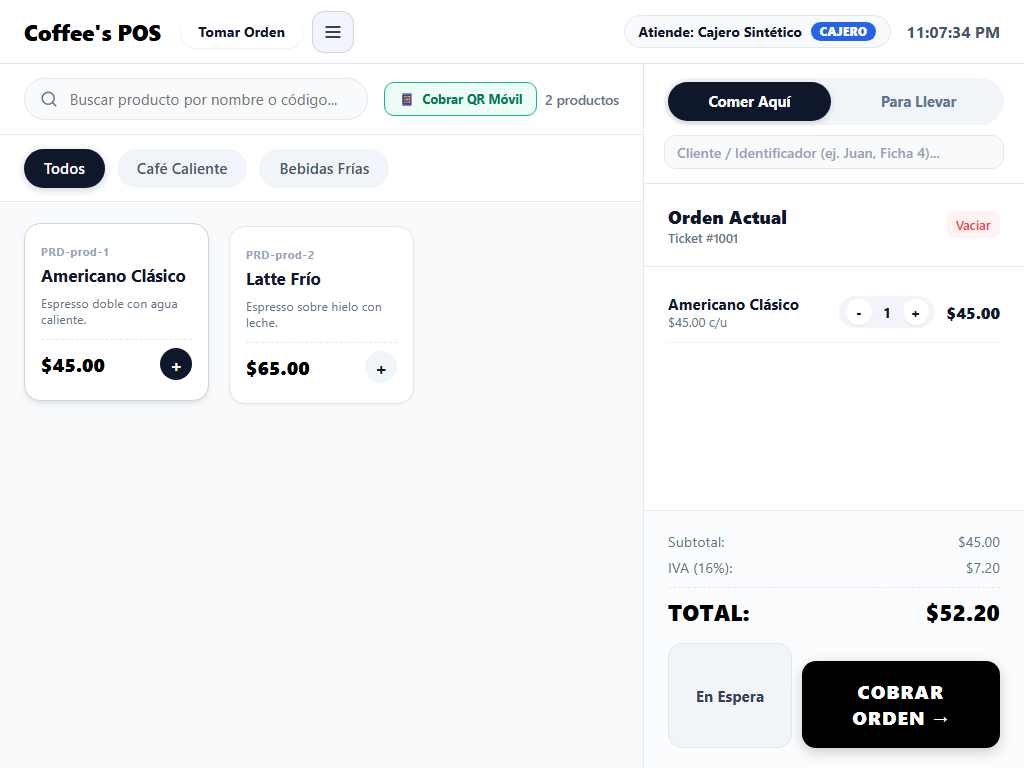 Coffee's POS
Tomar Orden
Atiende: Cajero Sintético CAJERO
11:07:34 PM
Buscar producto por nombre o código...
Cobrar QR Móvil
2 productos
Todos
Café Caliente
Bebidas Frías
PRD-prod-1
Americano Clásico
Espresso doble con agua
caliente.
$45.00
+
PRD-prod-2
Latte Frío
Espresso sobre hielo con
leche.
$65.00
+
Comer Aquí
Para Llevar
Cliente / Identificador (ej. Juan, Ficha 4)...
Orden Actual
Ticket #1001
Vaciar
Americano Clásico
$45.00 c/u
- 1 +
$45.00
Subtotal: $45.00
IVA (16%): $7.20
TOTAL: $52.20
En Espera
COBRAR
ORDEN →